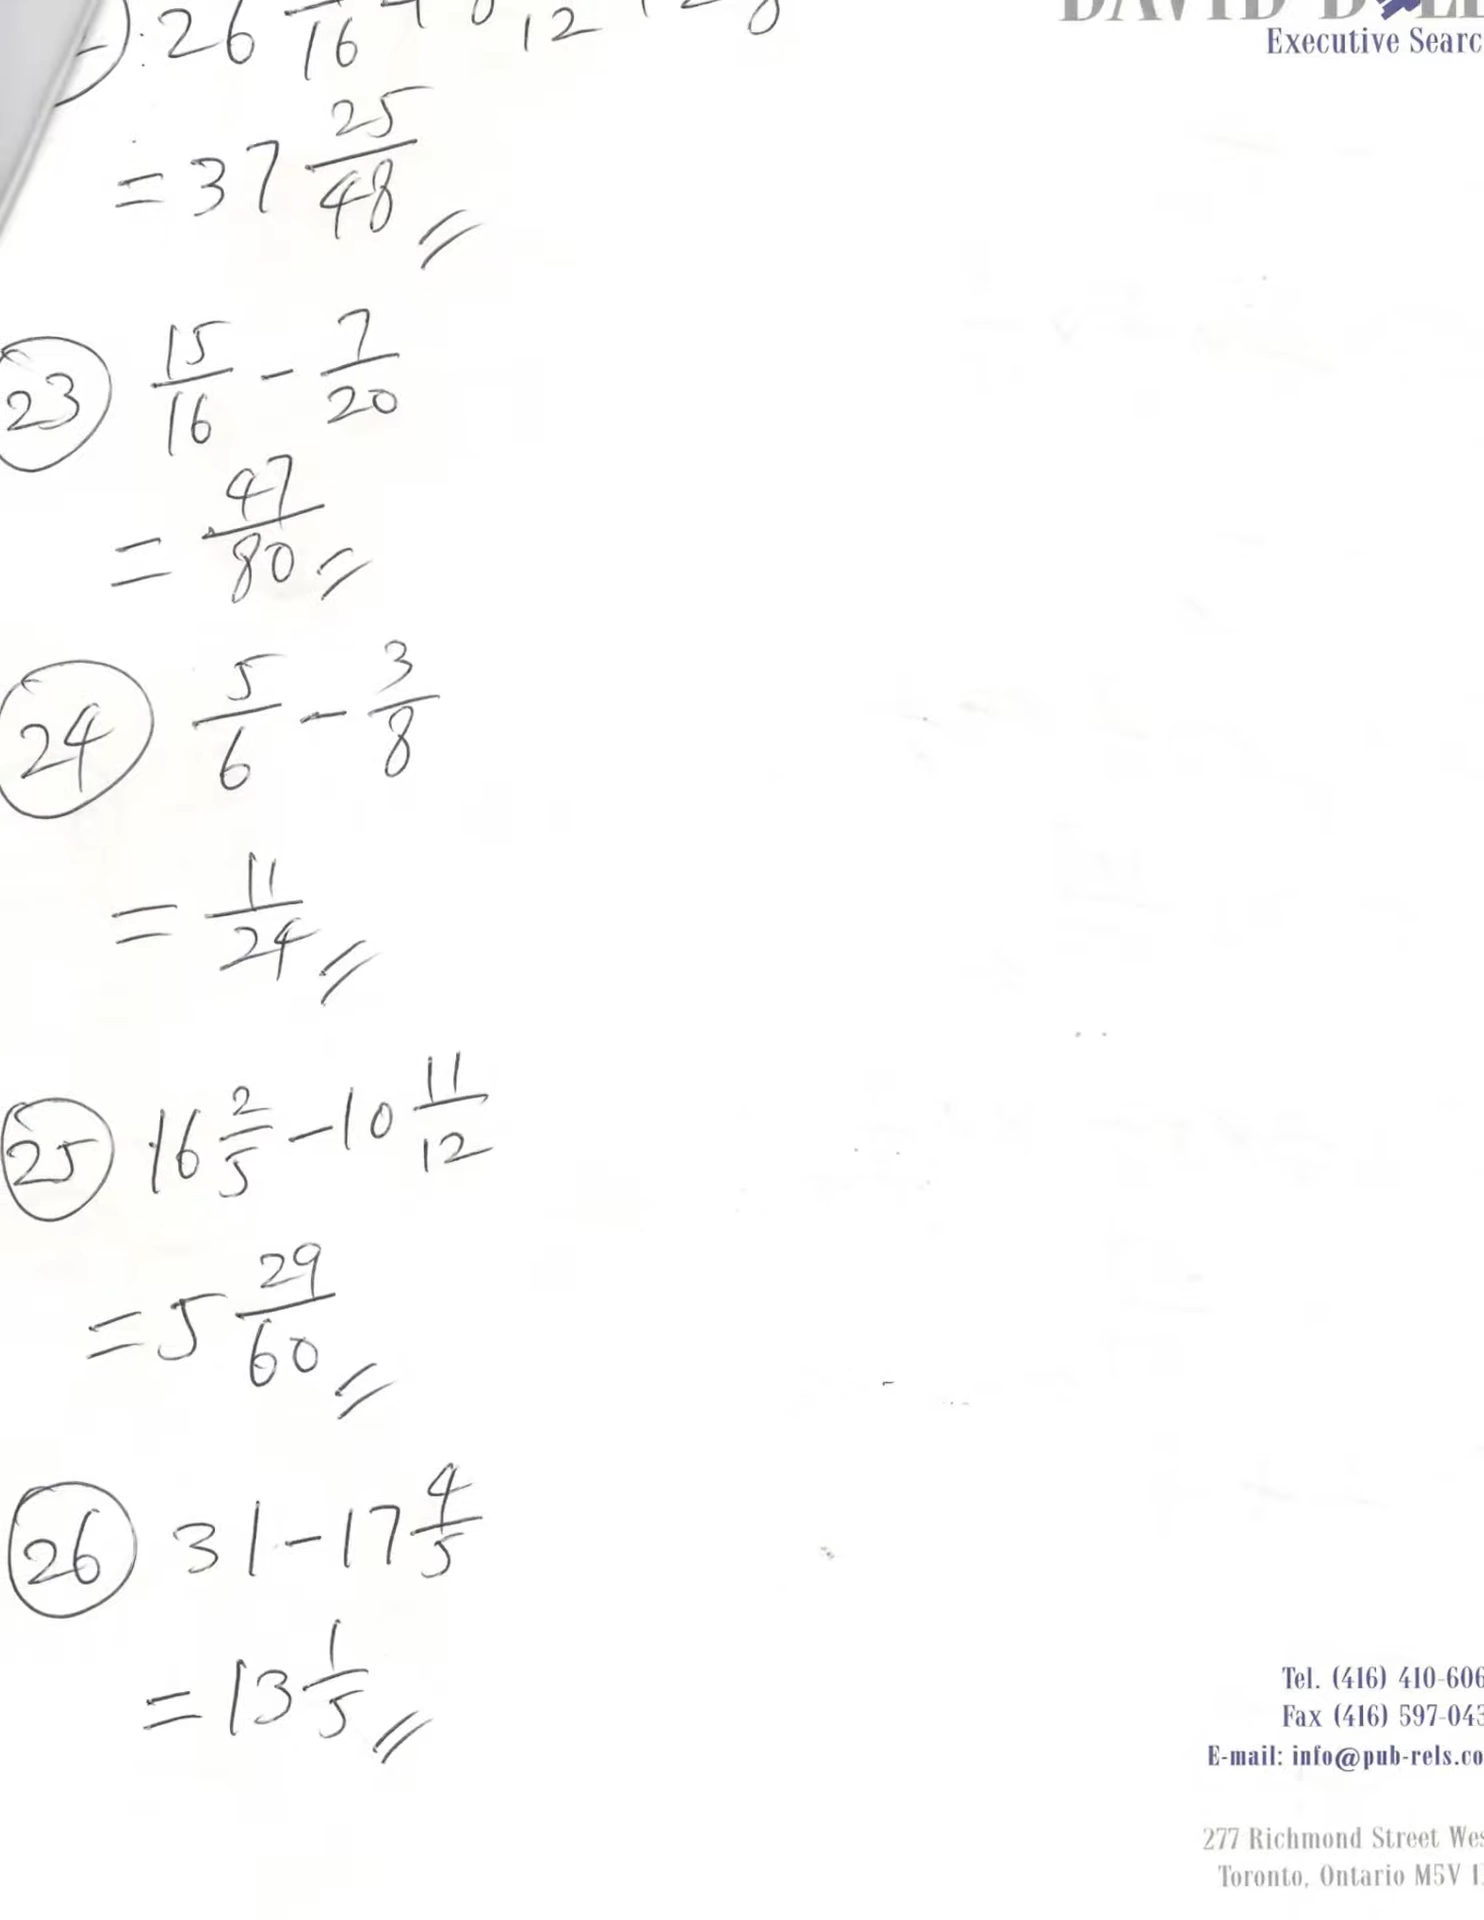 Executive Searc
= 37 25/48
23 15/16 - 7/20
= 47/80
24 5/6 - 3/8
= 11/24
25 16 2/5 - 10 11/12
= 5 29/60
26 31 - 17 4/5
= 13 1/5
Tel. (416) 410-606
Fax (416) 597-043
E-mail: info@pub-rels.co
277 Richmond Street Wes
Toronto, Ontario M5V 1